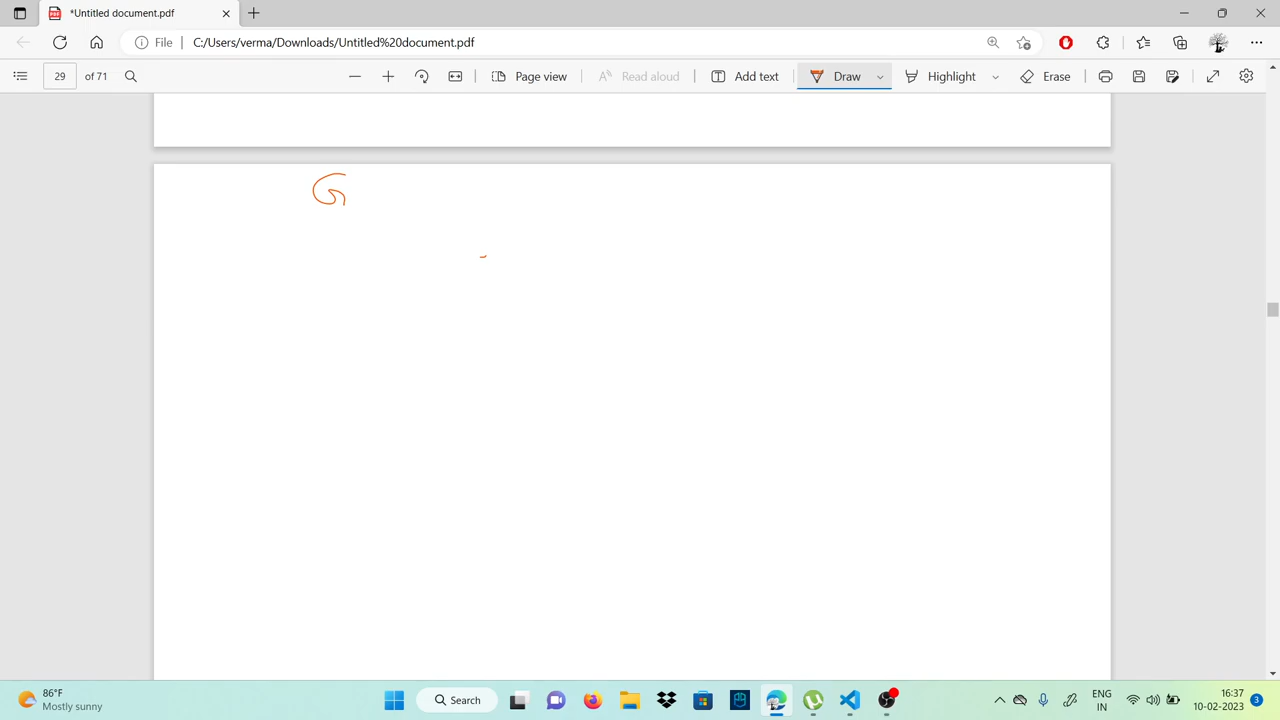 *Untitled document.pdf
File C:/Users/verma/Downloads/Untitled%20document.pdf
29 of 71 Page view Read aloud Add text Draw Highlight Erase
G
86°F
Mostly sunny
Search
ENG
IN
16:37
10-02-2023
3